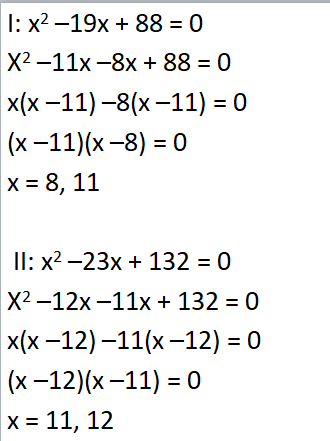 I: x² –19x + 88 = 0
X² –11x –8x + 88 = 0
x(x –11) –8(x –11) = 0
(x –11)(x –8) = 0
x = 8, 11
II: x² –23x + 132 = 0
X² –12x –11x + 132 = 0
x(x –12) –11(x –12) = 0
(x –12)(x –11) = 0
x = 11, 12